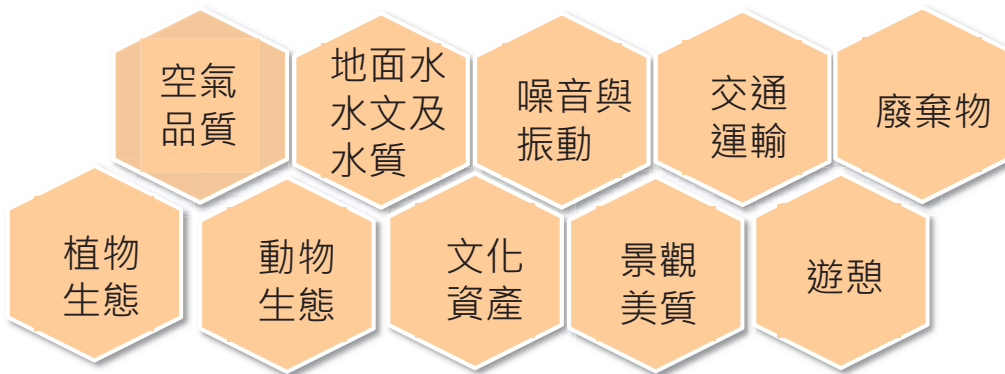 空氣
品質
地面水
水文及
水質
噪音與
振動
交通
運輸
廢棄物
植物
生態
動物
生態
文化
資產
景觀
美質
遊憩